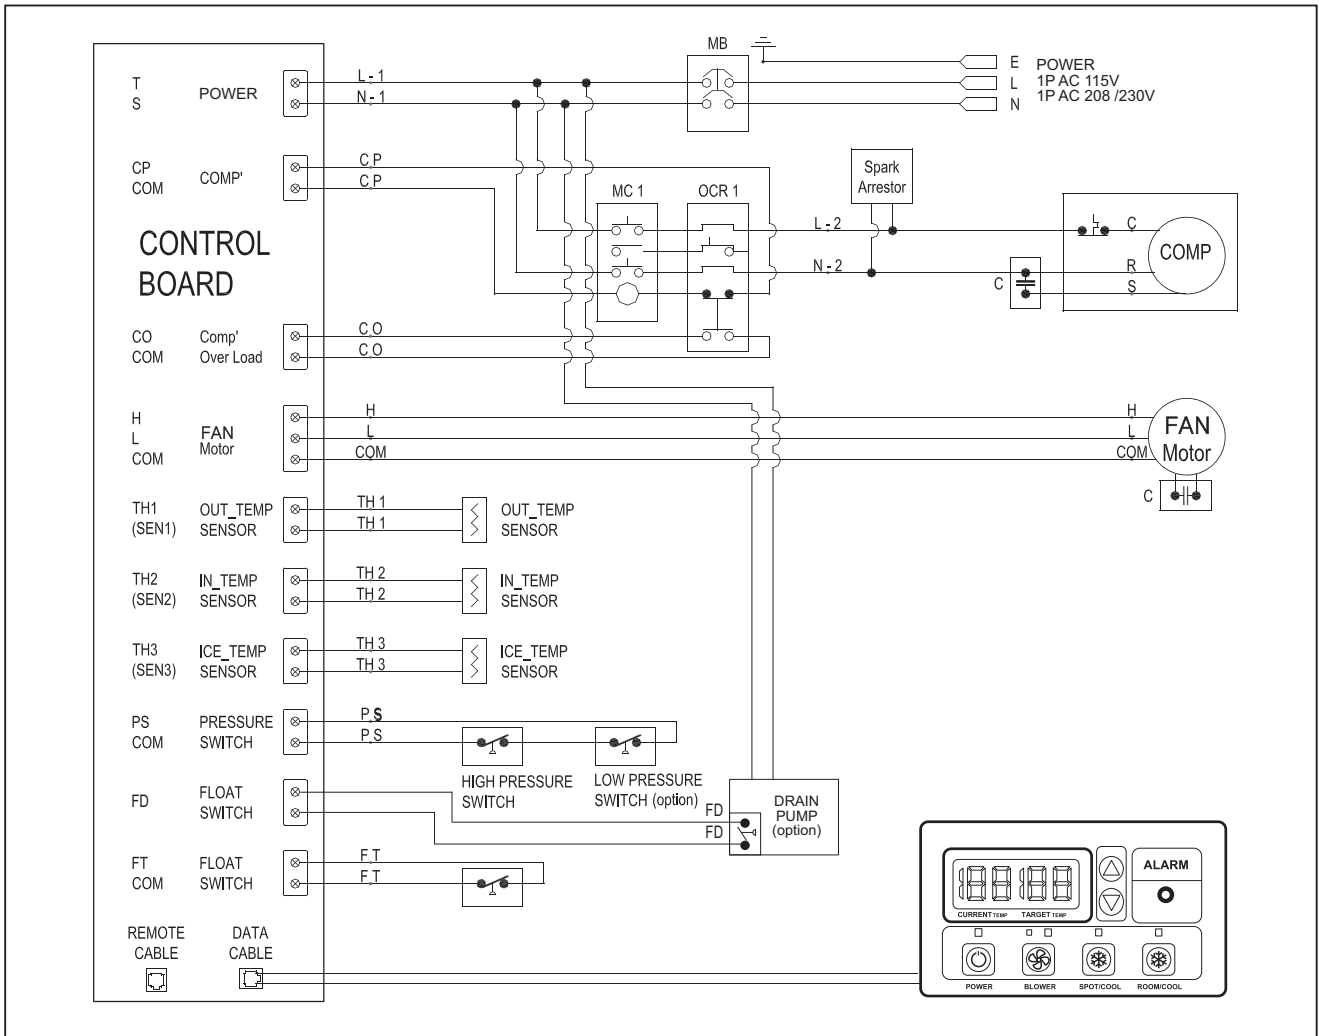 MB
E POWER
L 1P AC 115V
N 1P AC 208 /230V
T POWER L - 1
S N - 1
CP COMP' C P
COM C P
MC 1 OCR 1
Spark
Arrestor
L - 2
N - 2
C
C
R
S
COMP
CONTROL
BOARD
CO Comp' C O
COM Over Load C O
H FAN H H
L Motor L L
COM COM COM
FAN
Motor
C
TH1 OUT_TEMP TH 1 OUT_TEMP
(SEN1) SENSOR TH 1 SENSOR
TH2 IN_TEMP TH 2 IN_TEMP
(SEN2) SENSOR TH 2 SENSOR
TH3 ICE_TEMP TH 3 ICE_TEMP
(SEN3) SENSOR TH 3 SENSOR
PS PRESSURE P S
COM SWITCH P S
HIGH PRESSURE
SWITCH
LOW PRESSURE
SWITCH (option)
FD FLOAT
SWITCH
FD
FD
DRAIN
PUMP
(option)
FT FLOAT F T
COM SWITCH F T
REMOTE
CABLE
DATA
CABLE
188 188
CURRENT TEMP TARGET TEMP
ALARM
POWER BLOWER SPOT/COOL ROOM/COOL